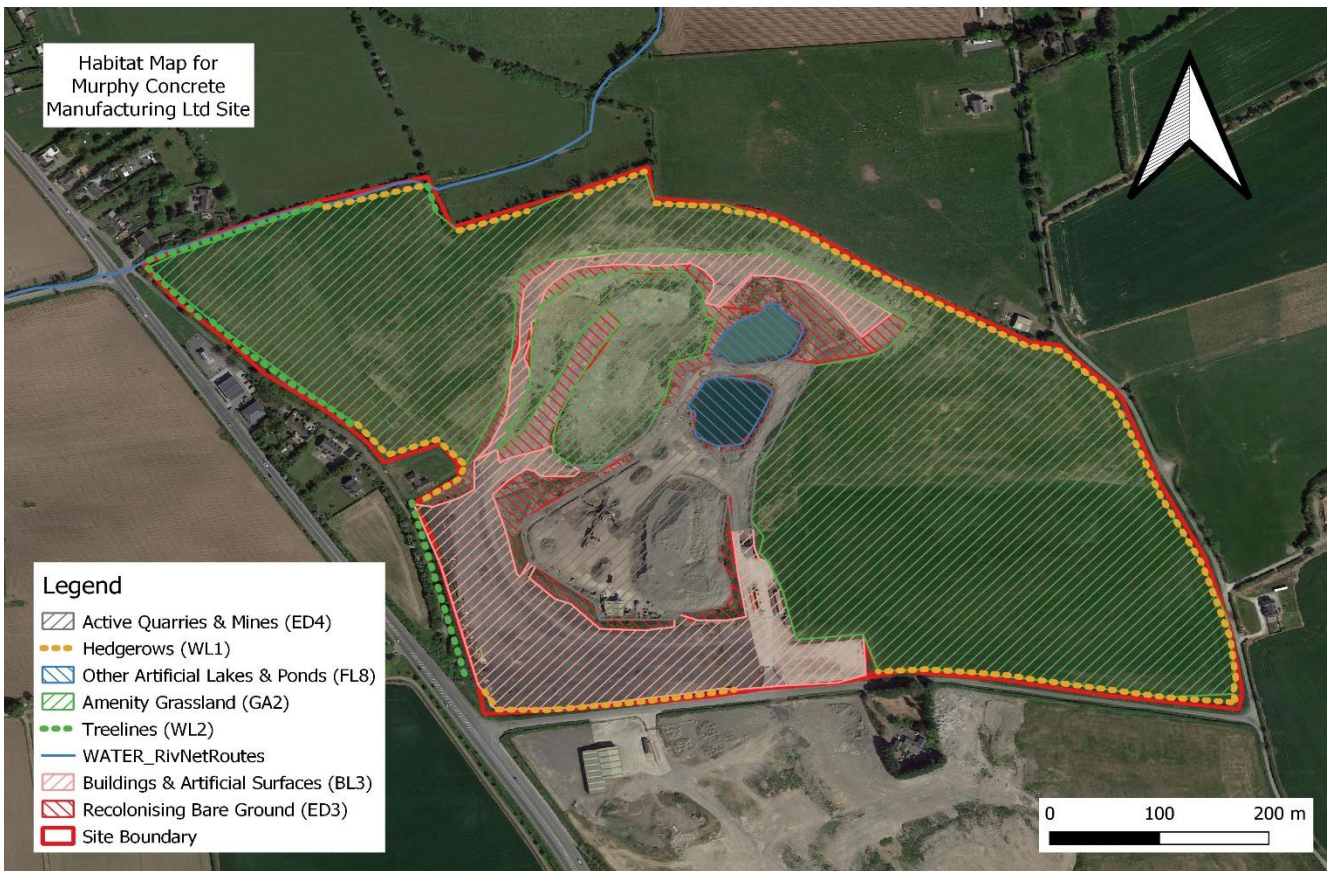 Habitat Map for
Murphy Concrete
Manufacturing Ltd Site
Legend
Active Quarries & Mines (ED4)
Hedgerows (WL1)
Other Artificial Lakes & Ponds (FL8)
Amenity Grassland (GA2)
Treelines (WL2)
WATER_RivNetRoutes
Buildings & Artificial Surfaces (BL3)
Recolonising Bare Ground (ED3)
Site Boundary
0 100 200 m